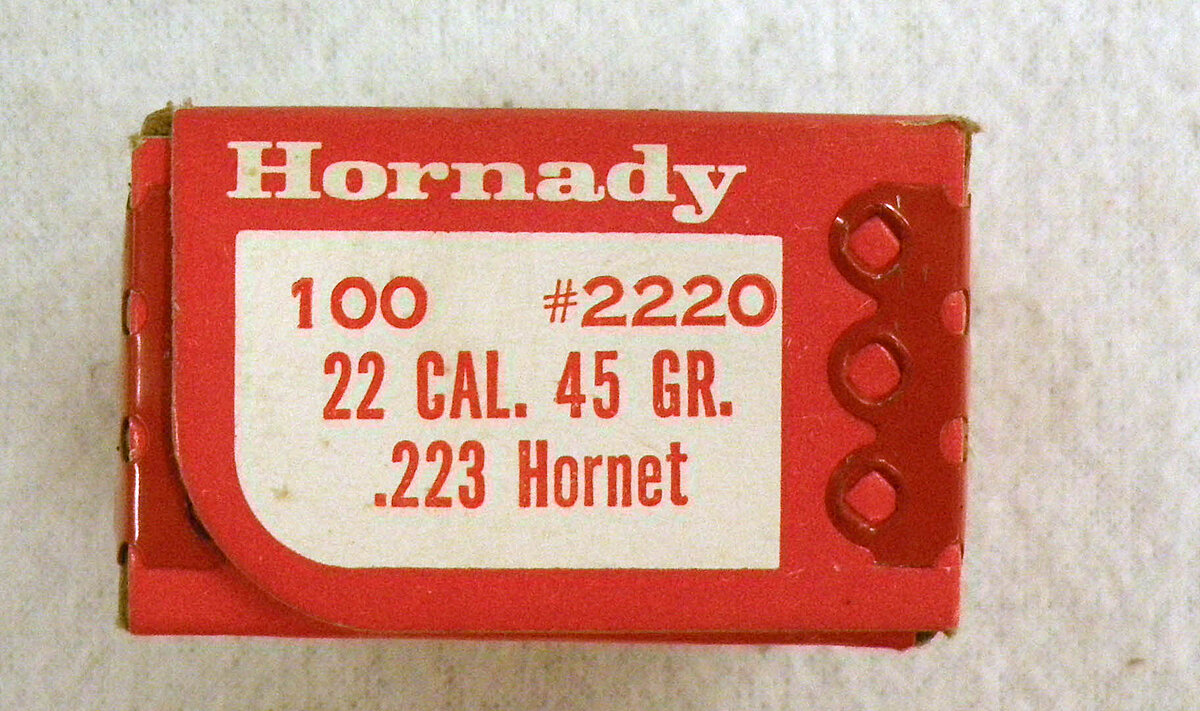 Hornady
100 #2220
22 CAL. 45 GR.
.223 Hornet